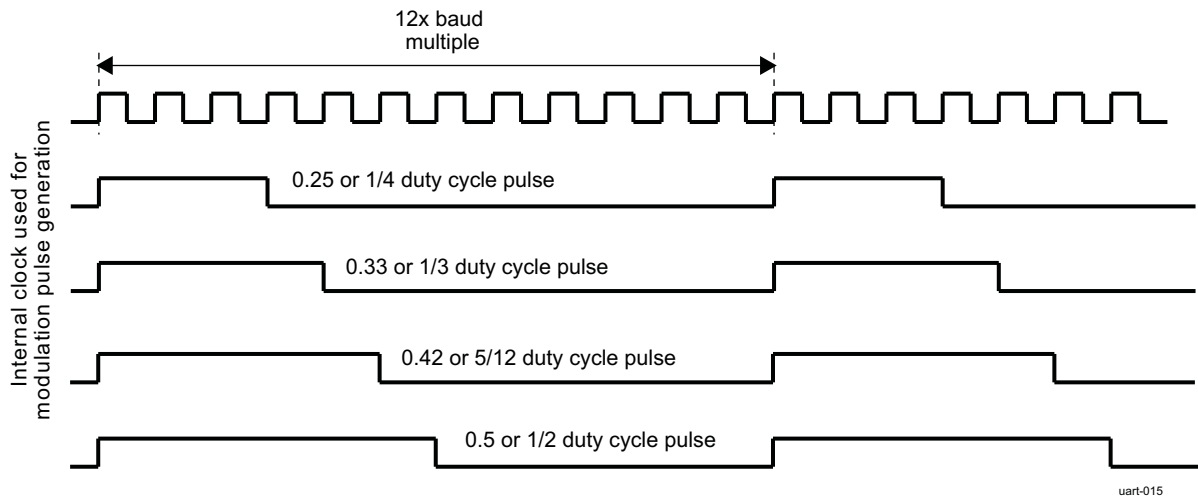 12x baud
multiple
Internal clock used for
modulation pulse generation
0.25 or 1/4 duty cycle pulse
0.33 or 1/3 duty cycle pulse
0.42 or 5/12 duty cycle pulse
0.5 or 1/2 duty cycle pulse
uart-015